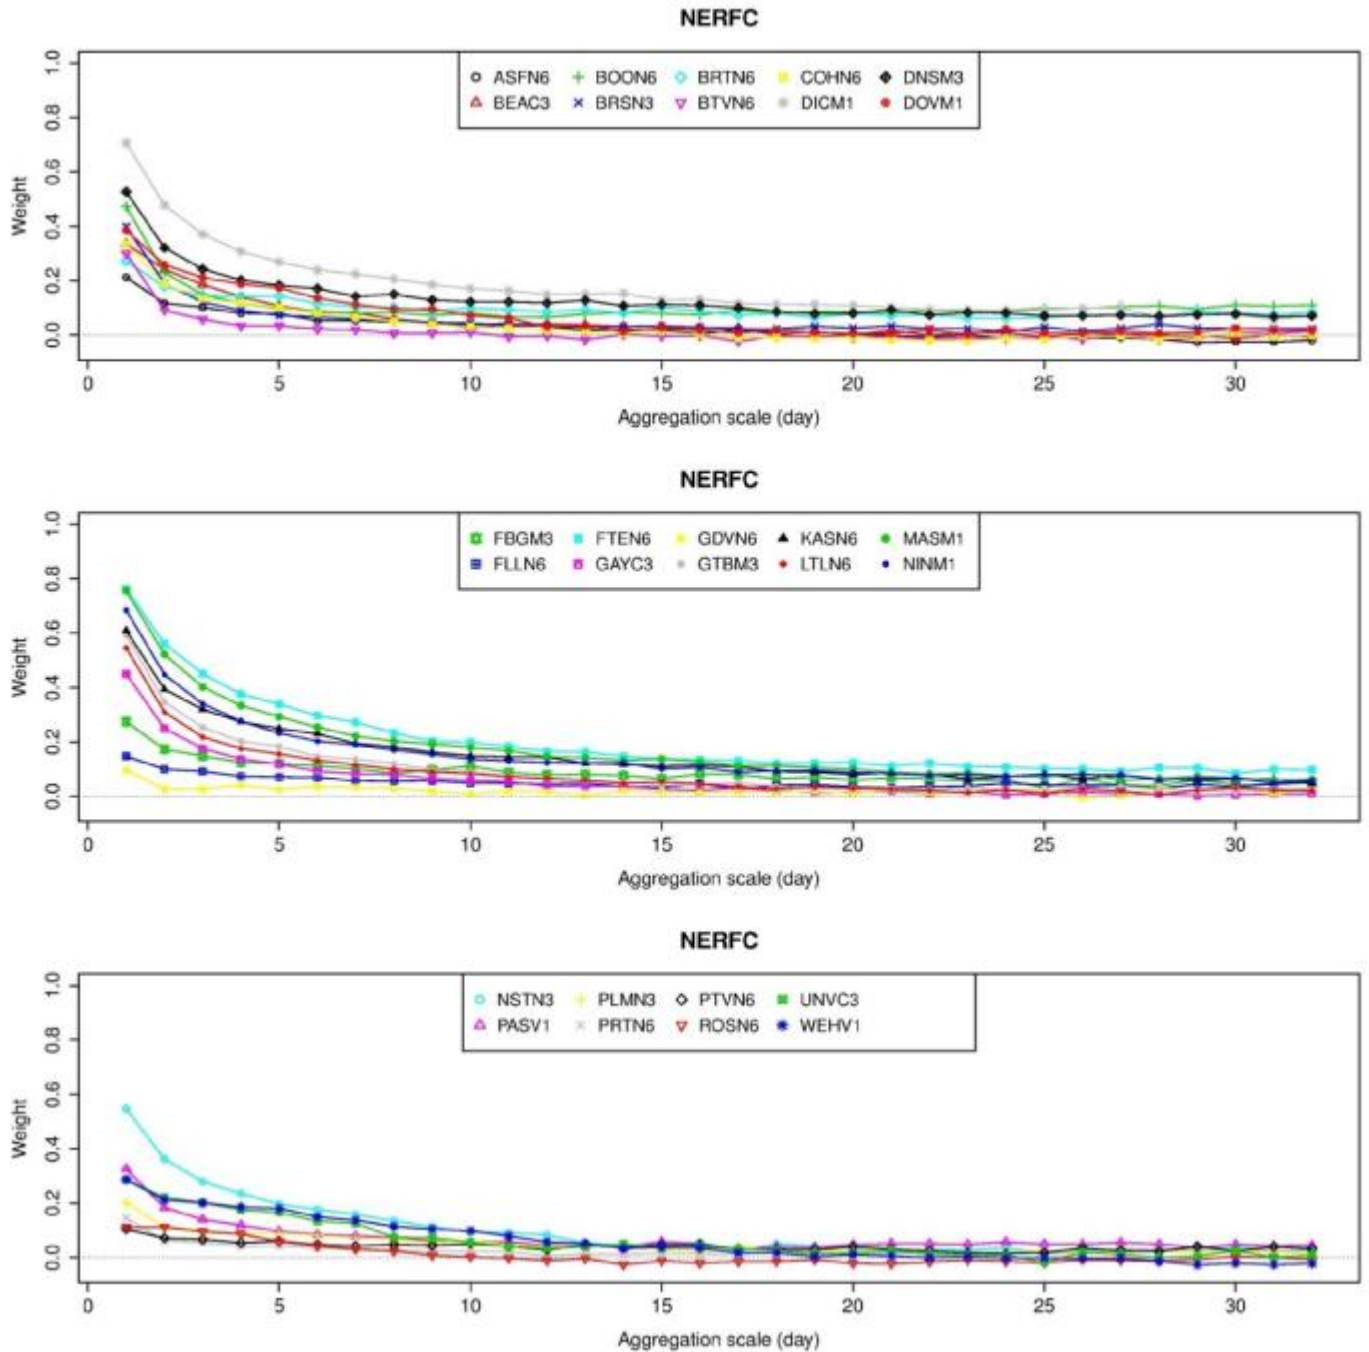 NERFC
Weight
1.0
0.8
0.6
0.4
0.2
0.0
ASFN6 BOON6 BRTN6 COHN6 DNSM3
BEAC3 BRSN3 BTVN6 DICM1 DOVM1
0 5 10 15 20 25 30
Aggregation scale (day)
NERFC
Weight
1.0
0.8
0.6
0.4
0.2
0.0
FBGM3 FTEN6 GDVN6 KASN6 MASM1
FLLN6 GAYC3 GTBM3 LTLN6 NINM1
0 5 10 15 20 25 30
Aggregation scale (day)
NERFC
Weight
1.0
0.8
0.6
0.4
0.2
0.0
NSTN3 PLMN3 PTVN6 UNVC3
PASV1 PRTN6 ROSN6 WEHV1
0 5 10 15 20 25 30
Aggregation scale (day)